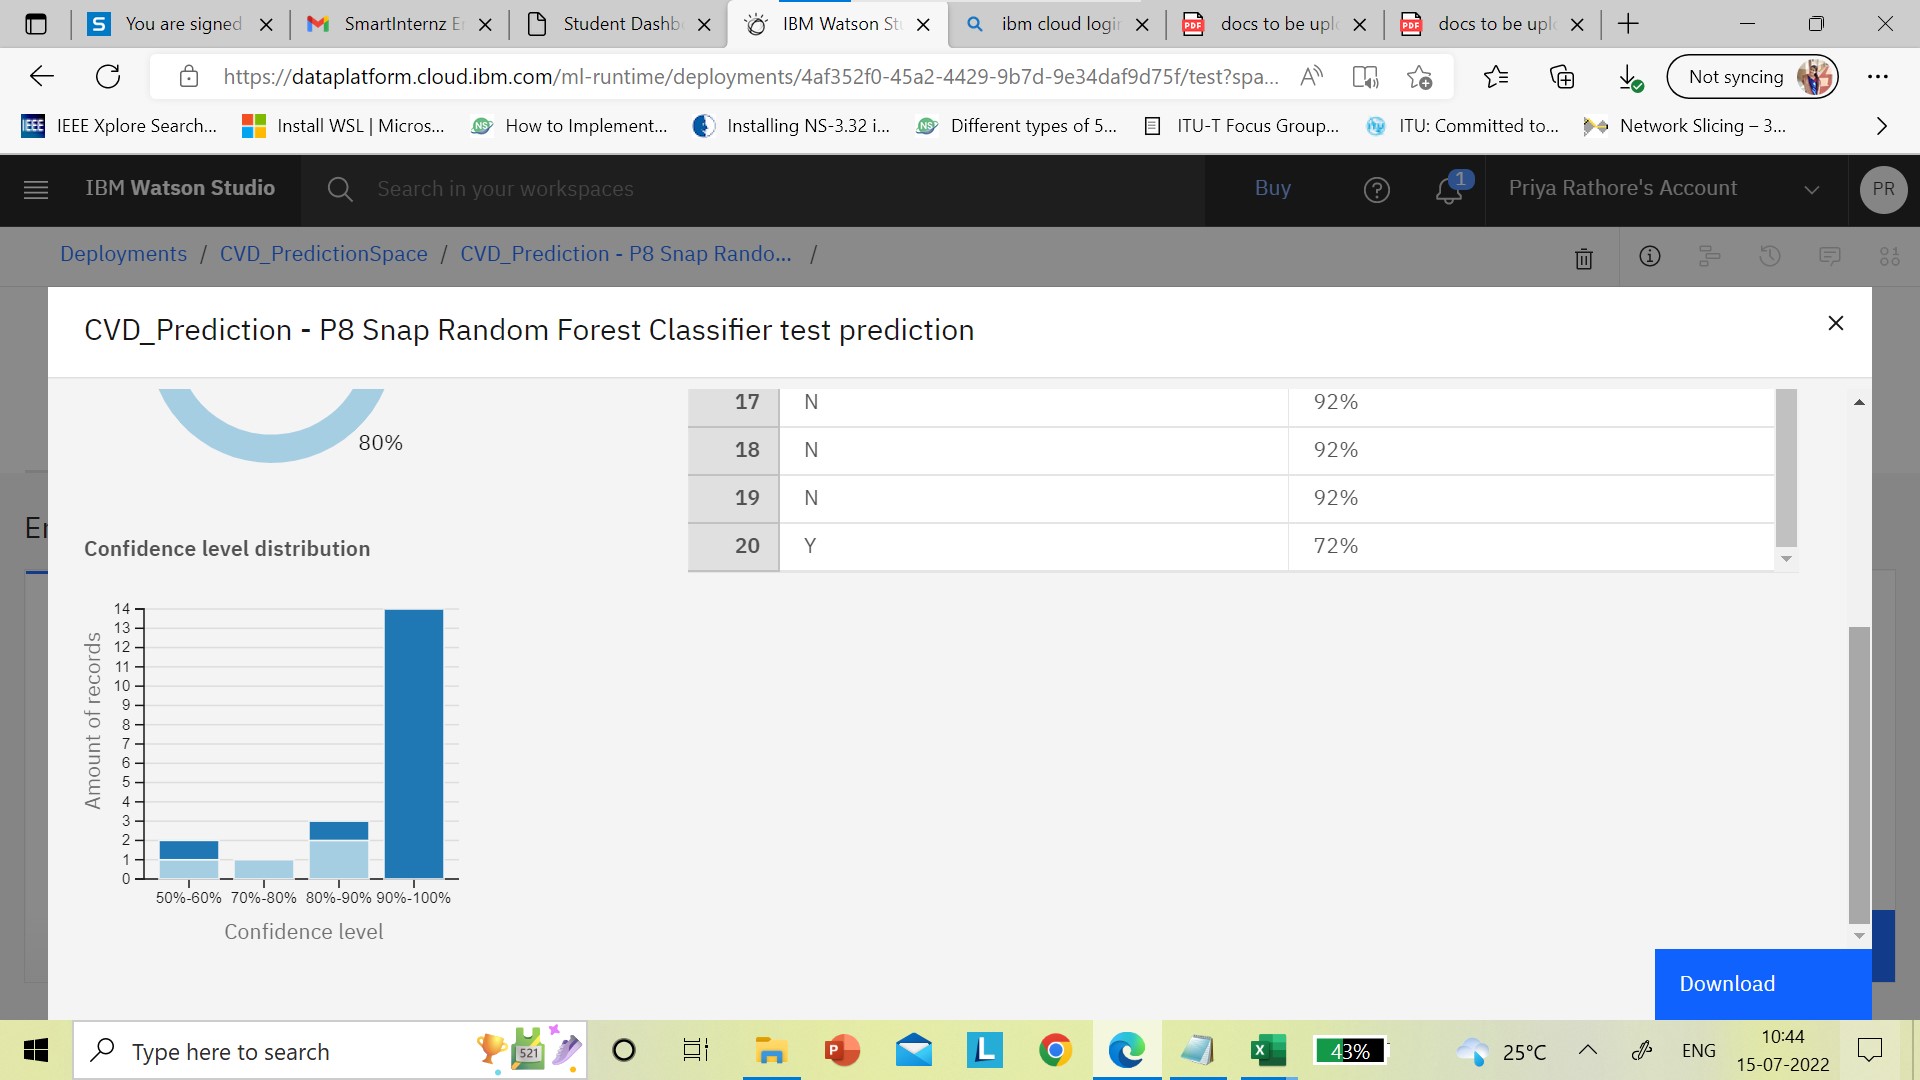 You are signed
SmartInternz E
Student Dashb
IBM Watson St
ibm cloud login
docs to be upl
docs to be upl
https://dataplatform.cloud.ibm.com/ml-runtime/deployments/4af352f0-45a2-4429-9b7d-9e34daf9d75f/test?spa...
Not syncing
IEEE Xplore Search...
Install WSL | Micros...
How to Implement...
Installing NS-3.32 i...
Different types of 5...
ITU-T Focus Group...
ITU: Committed to...
Network Slicing – 3...
IBM Watson Studio
Search in your workspaces
Buy
1
Priya Rathore's Account
PR
Deployments / CVD_PredictionSpace / CVD_Prediction - P8 Snap Rando... /
CVD_Prediction - P8 Snap Random Forest Classifier test prediction
17 N 92%
80%
18 N 92%
19 N 92%
20 Y 72%
Confidence level distribution
14
13
12
11
10
9
8
7
6
5
4
3
2
1
0
Amount of records
50%-60% 70%-80% 80%-90% 90%-100%
Confidence level
Download
Type here to search
521
43%
25°C
ENG
10:44
15-07-2022